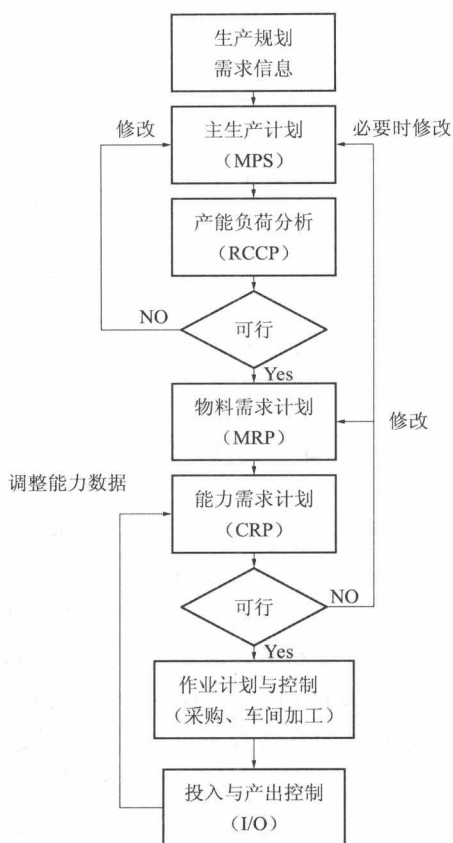 生产规划
需求信息
修改
主生产计划
（MPS）
必要时修改
产能负荷分析
（RCCP）
NO
可行
Yes
物料需求计划
（MRP）
修改
调整能力数据
能力需求计划
（CRP）
可行
NO
Yes
作业计划与控制
（采购、车间加工）
投入与产出控制
（I/O）